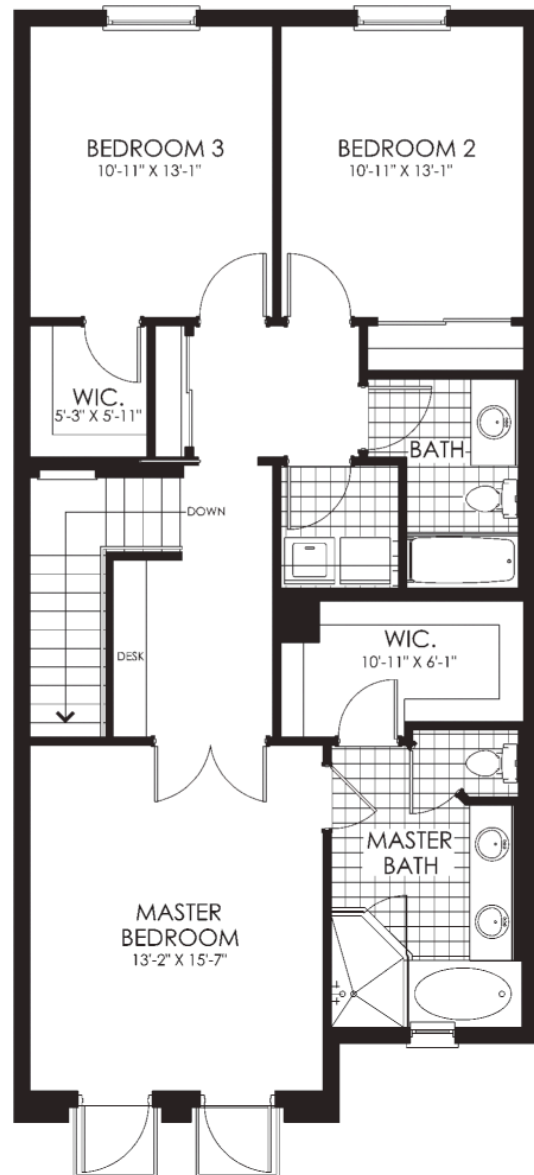 BEDROOM 3
10'-11" X 13'-1"
BEDROOM 2
10'-11" X 13'-1"
WIC.
5'-3" X 5'-11"
BATH
DOWN
DESK
WIC.
10'-11" X 6'-1"
MASTER
BATH
MASTER
BEDROOM
13'-2" X 15'-7"